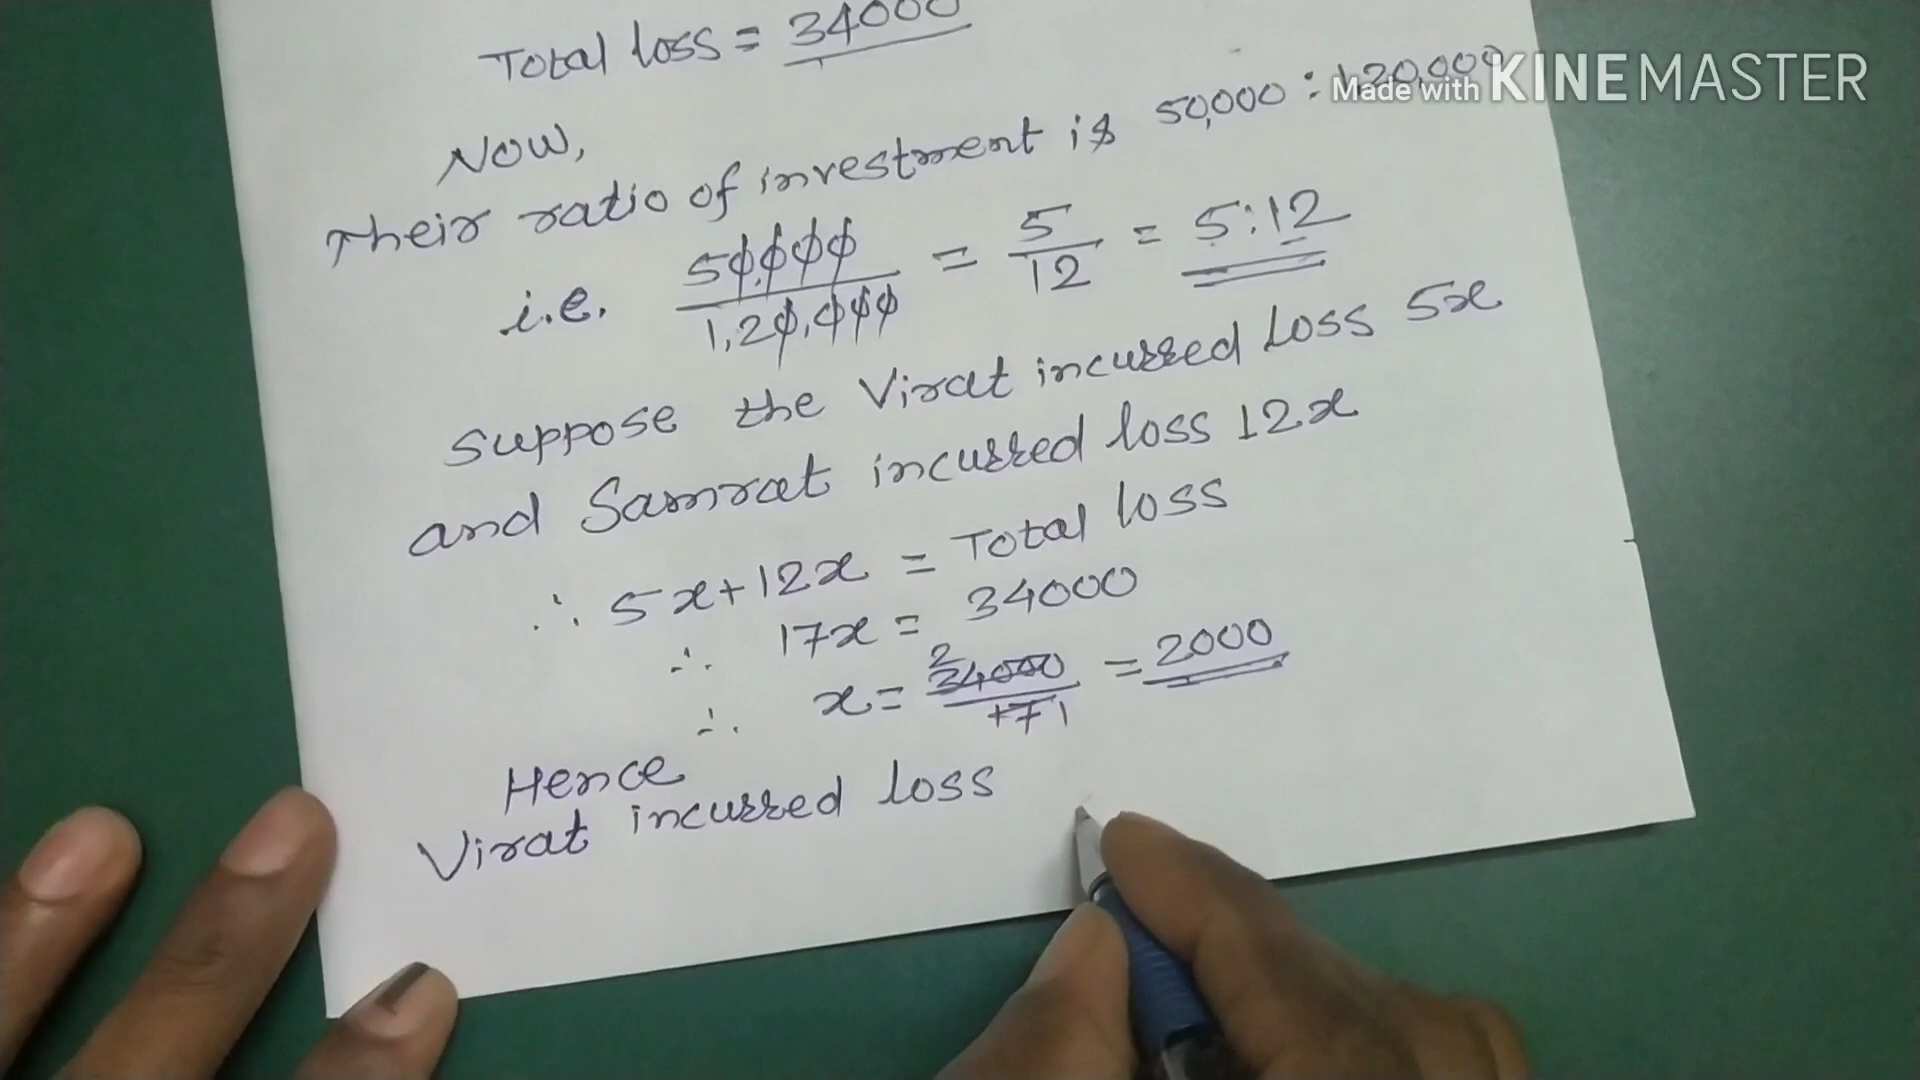 Total loss = 34000
Made with KINEMASTER
Now,
Their ratio of investment is 50,000 : 1,20,000
i.e. 50,000 / 1,20,000 = 5/12 = 5:12
suppose the Virat incurred loss 5x
and Samrat incurred loss 12x
∴ 5x+12x = Total loss
∴ 17x = 34000
∴ x = 34000 2 / 17 1 = 2000
Hence
Virat incurred loss